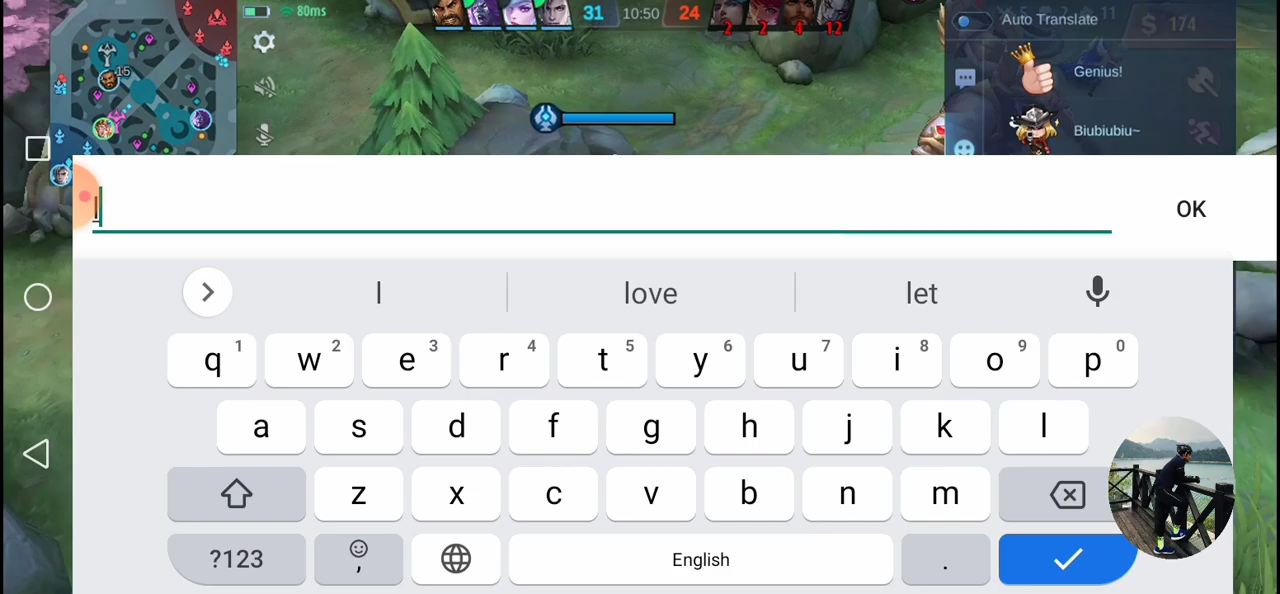 80ms
31 10:50 24
2 2 4 12
Auto Translate
$ 174
15
Genius!
Biubiubiu~
l
OK
l love let
q 1 w 2 e 3 r 4 t 5 y 6 u 7 i 8 o 9 p 0
a s d f g h j k l
z x c v b n m
?123 , English .